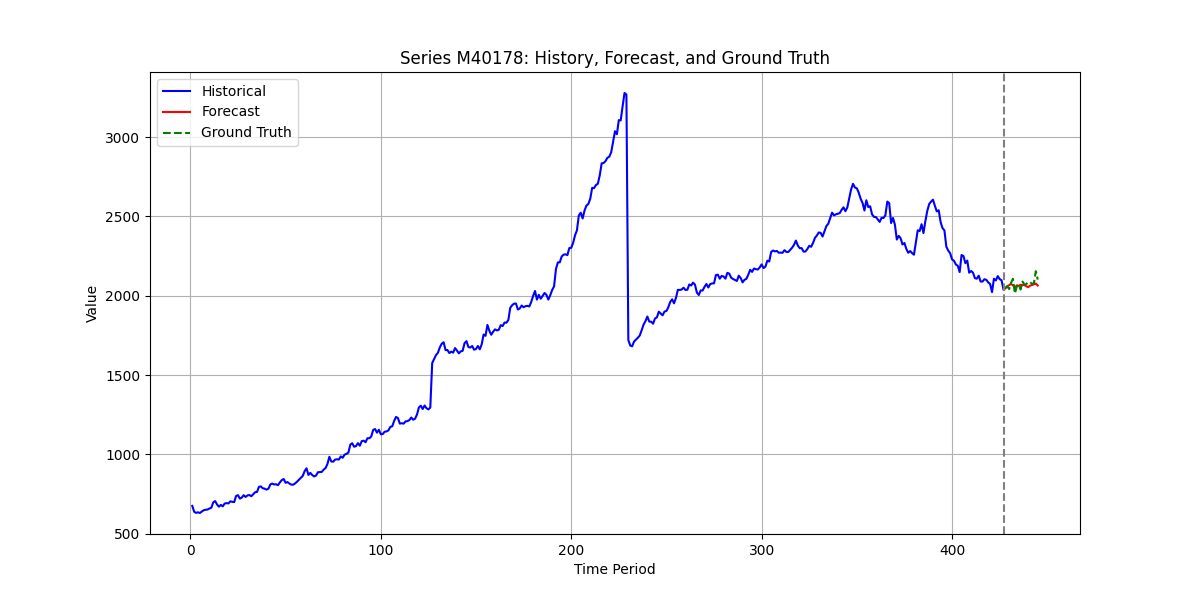 Series M40178: History, Forecast, and Ground Truth
Historical
Forecast
Ground Truth
Value
3000
2500
2000
1500
1000
500
0
100
200
300
400
Time Period